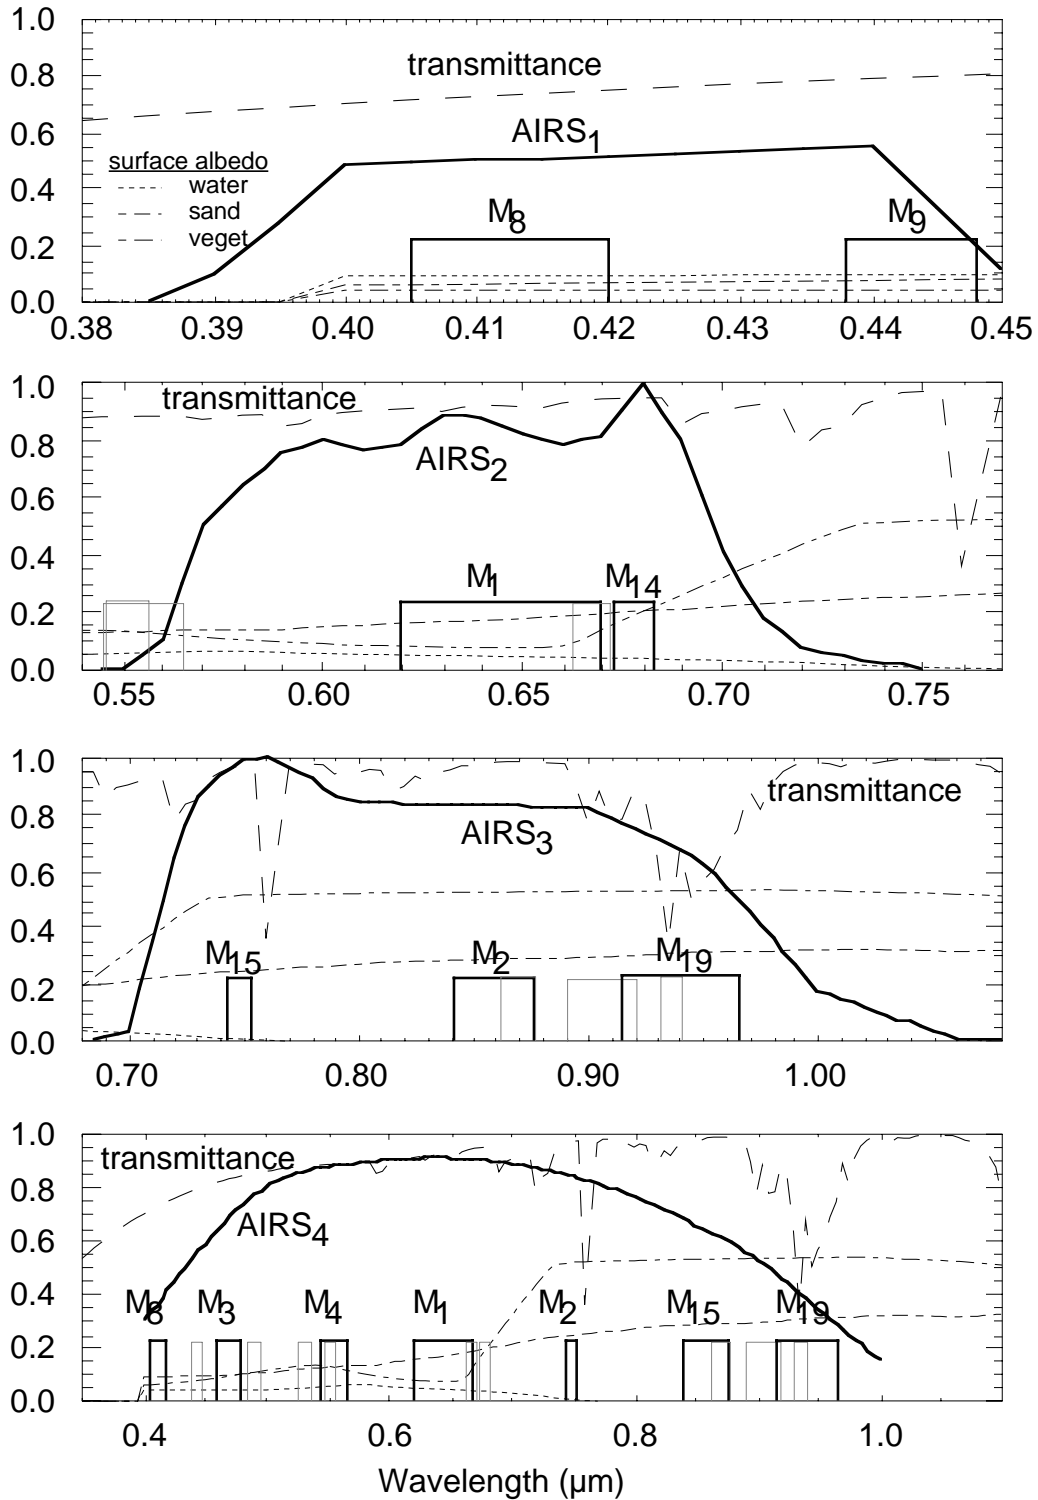 1.0
transmittance
0.8
AIRS1
0.6
surface albedo
water
0.4
sand
M8
M9
veget.
0.2
0.0
0.38 0.39 0.40 0.41 0.42 0.43 0.44 0.45
1.0
transmittance
0.8
AIRS2
0.6
0.4
M1
M14
0.2
0.0
0.55 0.60 0.65 0.70 0.75
1.0
transmittance
0.8
AIRS3
0.6
0.4
M15
M2
M19
0.2
0.0
0.70 0.80 0.90 1.00
1.0
transmittance
0.8
AIRS4
0.6
0.4
M8 M3 M4 M1 M2 M15 M19
0.2
0.0
0.4 0.6 0.8 1.0
Wavelength (µm)